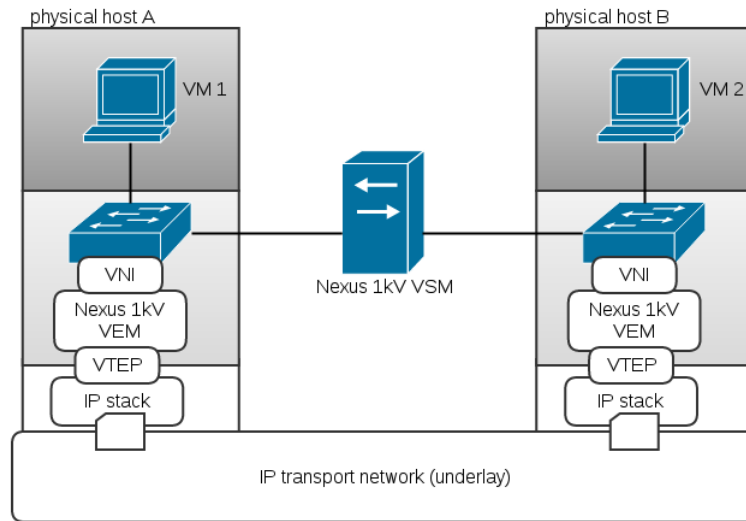 physical host A
physical host B
VM 1
VM 2
Nexus 1kV VSM
VNI
Nexus 1kV
VEM
VTEP
IP stack
VNI
Nexus 1kV
VEM
VTEP
IP stack
IP transport network (underlay)